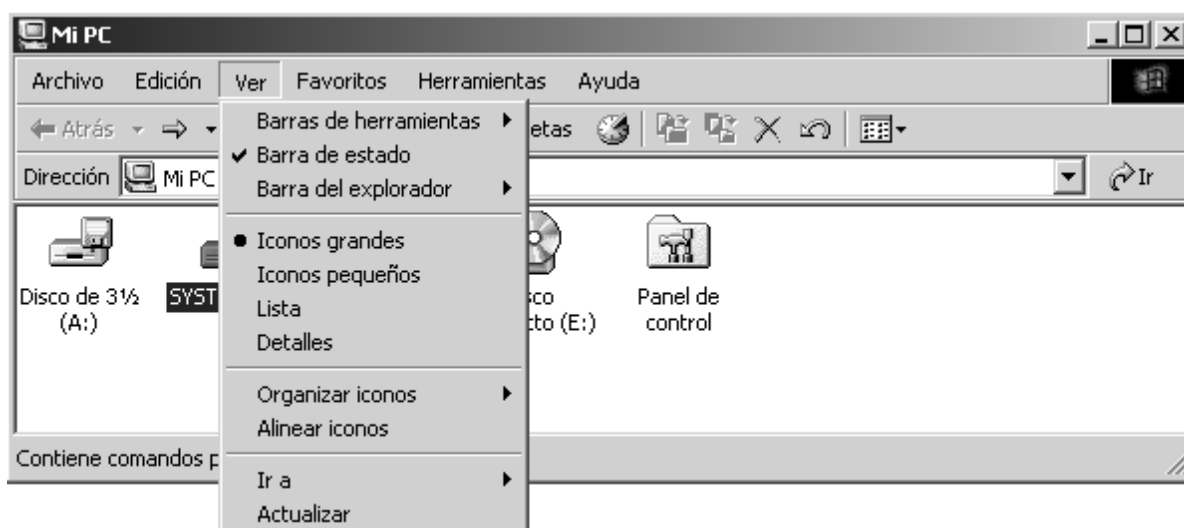 Mi PC
Archivo Edición Ver Favoritos Herramientas Ayuda
Atrás
Barras de herramientas
etas
Barra de estado
Dirección Mi PC
Ir
Barra del explorador
Iconos grandes
Iconos pequeños
Lista
Detalles
Disco de 3½
(A:)
SYST
sco
cto (E:)
Panel de
control
Organizar iconos
Alinear iconos
Contiene comandos p
Ir a
Actualizar